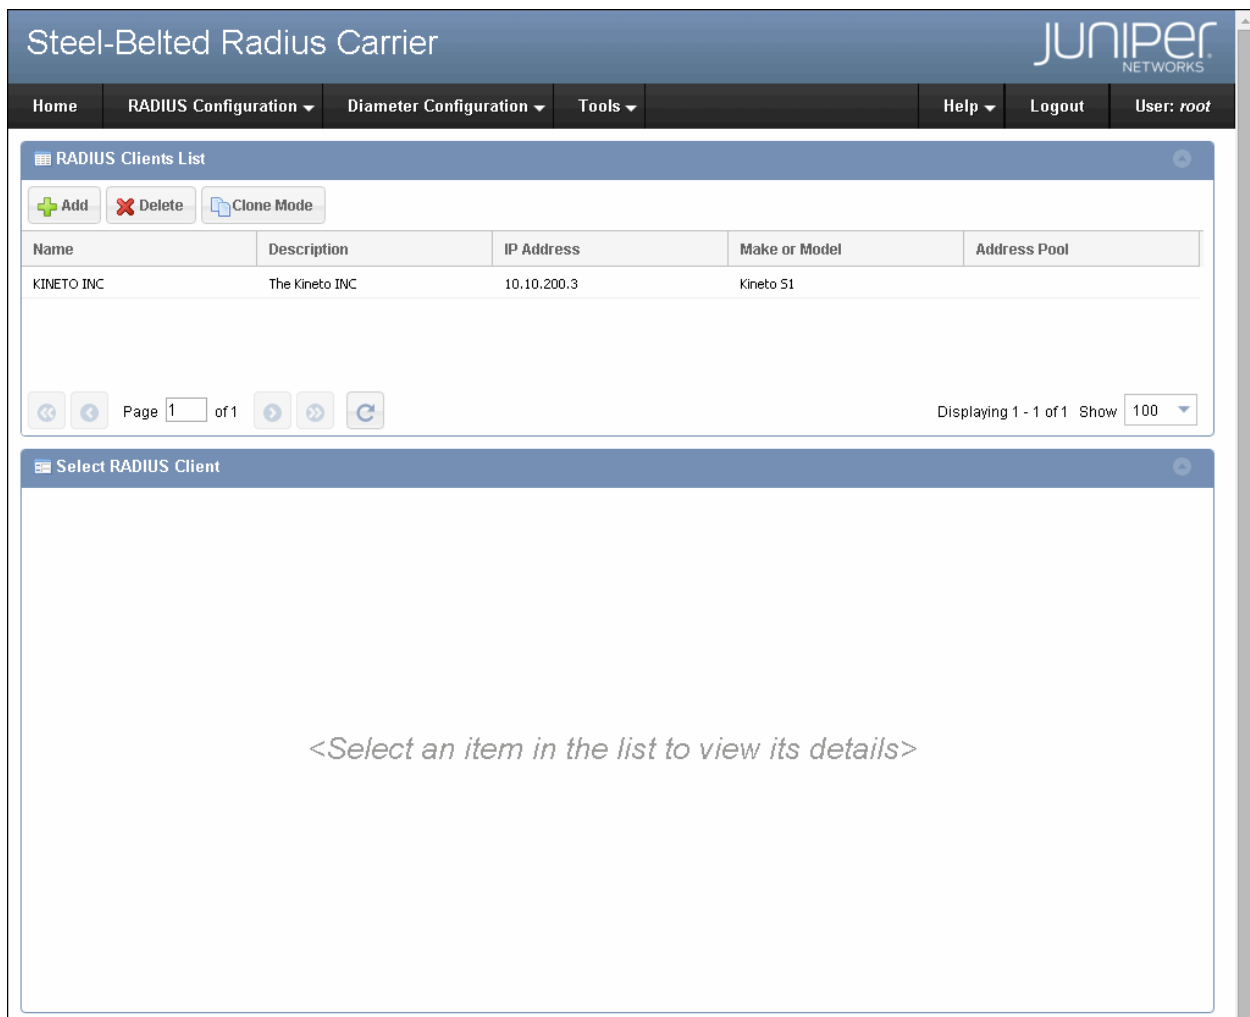 Steel-Belted Radius Carrier
JUNIPER
NETWORKS
Home RADIUS Configuration Diameter Configuration Tools Help Logout User: root
RADIUS Clients List
Add Delete Clone Mode
Name Description IP Address Make or Model Address Pool
KINETO INC The Kineto INC 10.10.200.3 Kineto S1
Page 1 of 1 Displaying 1 - 1 of 1 Show 100
Select RADIUS Client
<Select an item in the list to view its details>